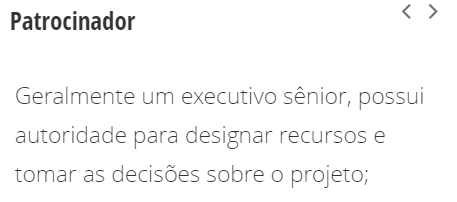 Patrocinador
Geralmente um executivo sênior, possui
autoridade para designar recursos e
tomar as decisões sobre o projeto;